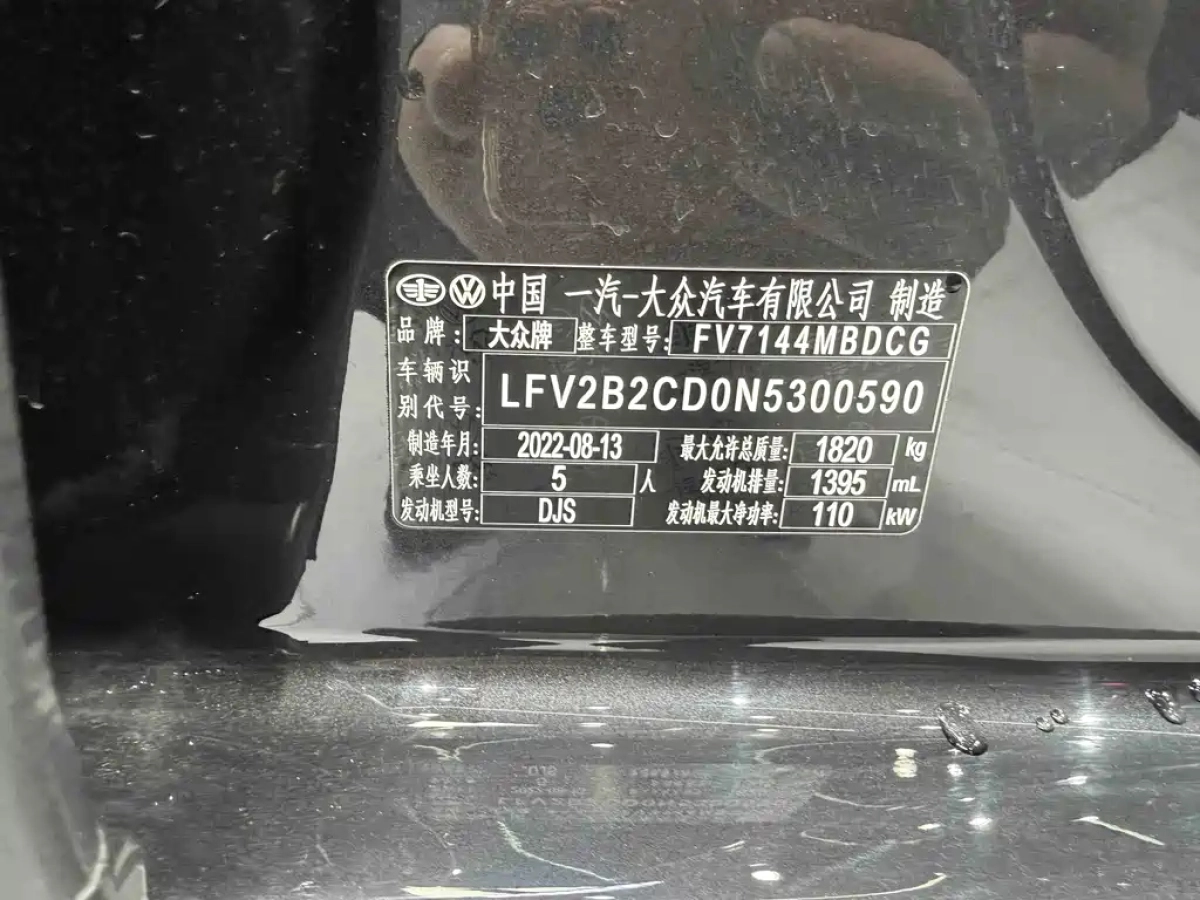 中国 一汽-大众汽车有限公司 制造
品牌: 大众牌 整车型号: FV7144MBDCG
车辆识别代号: LFV2B2CD0N5300590
制造年月: 2022-08-13 最大允许总质量: 1820 kg
乘坐人数: 5 人 发动机排量: 1395 mL
发动机型号: DJS 发动机最大净功率: 110 kW